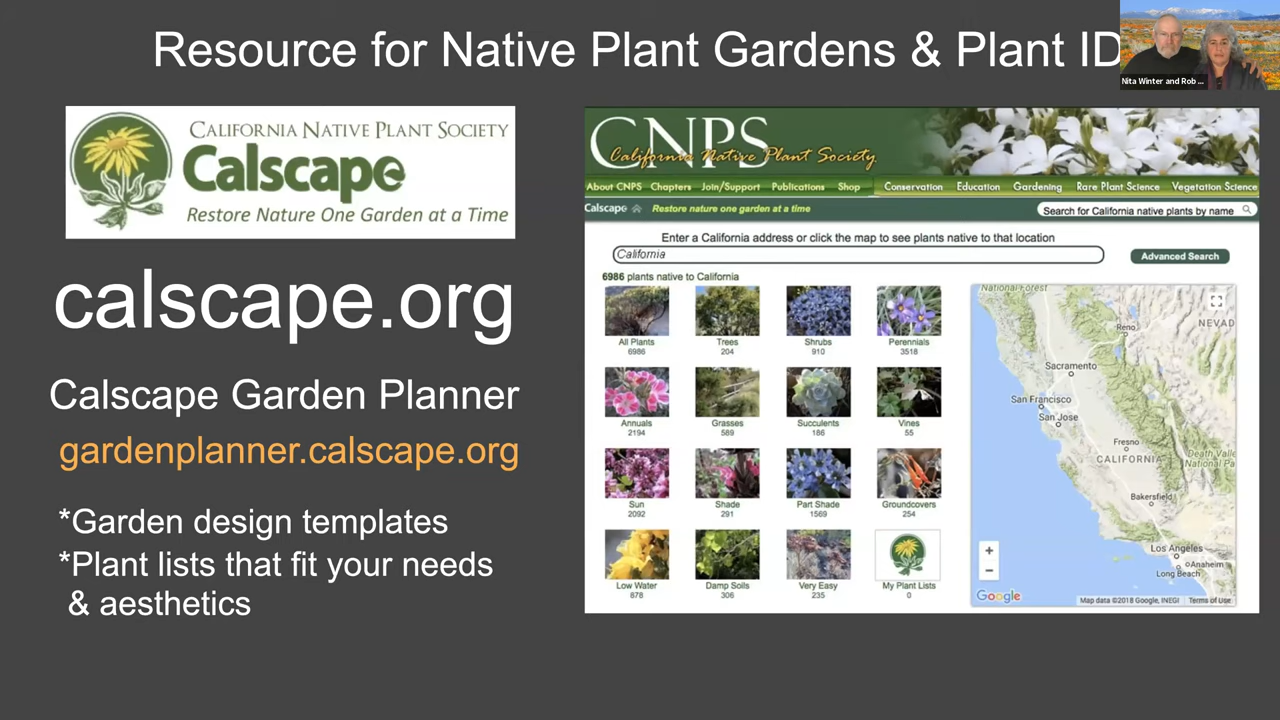 Resource for Native Plant Gardens & Plant ID
Nita Winter and Rob ...
CALIFORNIA NATIVE PLANT SOCIETY
Calscape
Restore Nature One Garden at a Time
calscape.org
Calscape Garden Planner
gardenplanner.calscape.org
*Garden design templates
*Plant lists that fit your needs
& aesthetics
CNPS
California Native Plant Society
About CNPS Chapters Join/Support Publications Shop Conservation Education Gardening Rare Plant Science Vegetation Science
Calscape Restore nature one garden at a time Search for California native plants by name
Enter a California address or click the map to see plants native to that location
California Advanced Search
6986 plants native to California
All Plants Trees Shrubs Perennials
6986 204 910 3518
Annuals Grasses Succulents Vines
2194 589 186 55
Sun Shade Part Shade Groundcovers
2092 291 1569 254
Low Water Damp Soils Very Easy My Plant Lists
678 306 235 0
National Forest
Reno
NEVAD
Sacramento
San Francisco
San Jose
Fresno
CALIFORNIA
Death Valle
National Pa
Bakersfield
Los Angeles
Anaheim
Long Beach
+
−
Google Map data ©2018 Google, INEGI Terms of Use